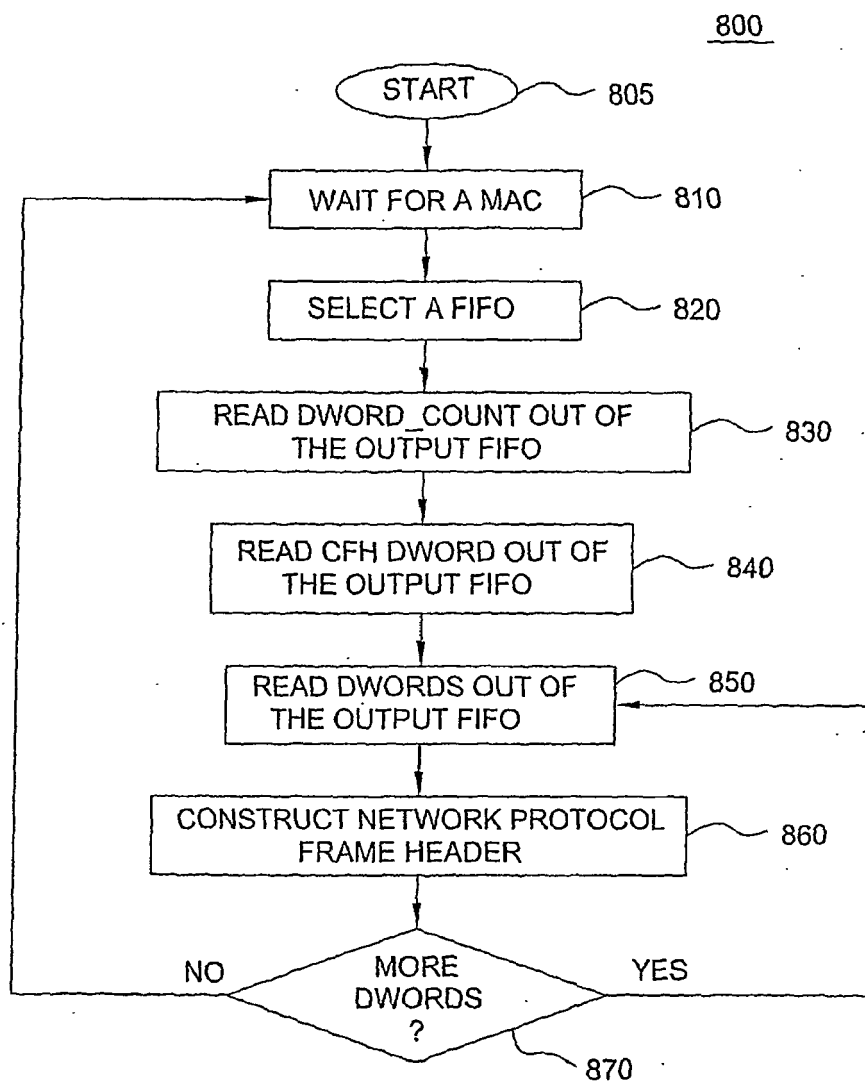 800
START
805
WAIT FOR A MAC
810
SELECT A FIFO
820
READ DWORD_COUNT OUT OF
THE OUTPUT FIFO
830
READ CFH DWORD OUT OF
THE OUTPUT FIFO
840
READ DWORDS OUT OF
THE OUTPUT FIFO
850
CONSTRUCT NETWORK PROTOCOL
FRAME HEADER
860
NO
MORE
DWORDS
?
YES
870